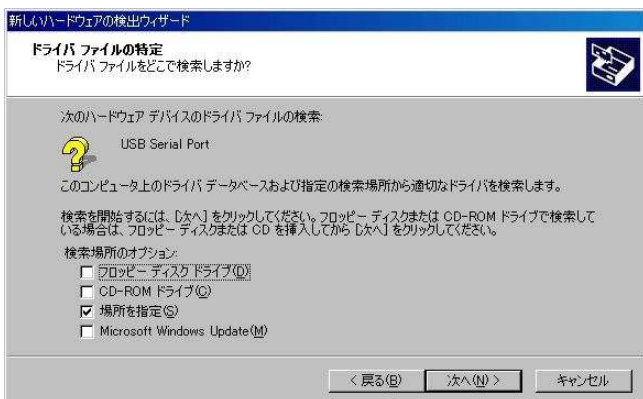 新しいハードウェアの検出ウィザード
ドライバ ファイルの特定
ドライバ ファイルをどこで検索しますか?
次のハードウェア デバイスのドライバ ファイルの検索:
USB Serial Port
このコンピュータ上のドライバ データベースおよび指定の検索場所から適切なドライバを検索します。
検索を開始するには、[次へ] をクリックしてください。フロッピー ディスクまたは CD-ROM ドライブで検索して
いる場合は、フロッピー ディスクまたは CD を挿入してから [次へ] をクリックしてください。
検索場所のオプション:
フロッピー ディスク ドライブ(D)
CD-ROM ドライブ(C)
場所を指定(S)
Microsoft Windows Update(M)
< 戻る(B) 次へ(N) > キャンセル